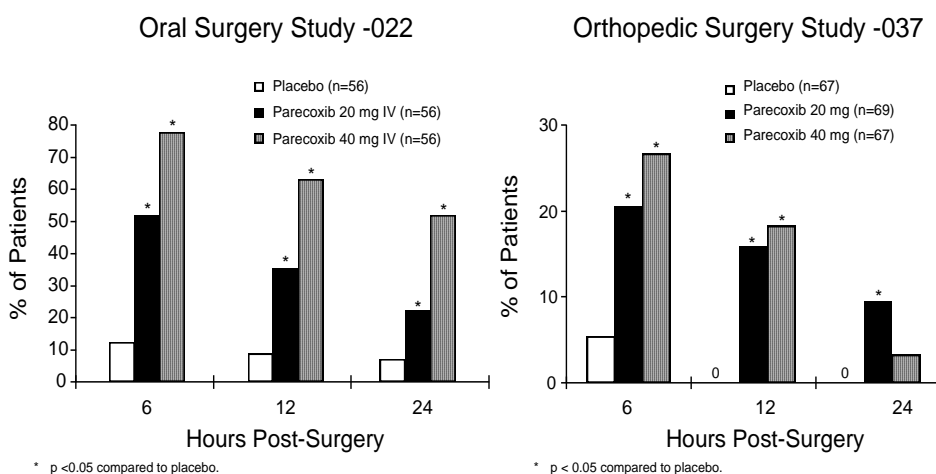 Oral Surgery Study -022
Placebo (n=56)
Parecoxib 20 mg IV (n=56)
Parecoxib 40 mg IV (n=56)
% of Patients
80
70
60
50
40
30
20
10
0
*
*
*
*
*
*
6 12 24
Hours Post-Surgery
* p <0.05 compared to placebo.
Orthopedic Surgery Study -037
Placebo (n=67)
Parecoxib 20 mg (n=69)
Parecoxib 40 mg (n=67)
% of Patients
30
20
10
0
*
*
*
*
*
0 0
6 12 24
Hours Post-Surgery
* p < 0.05 compared to placebo.